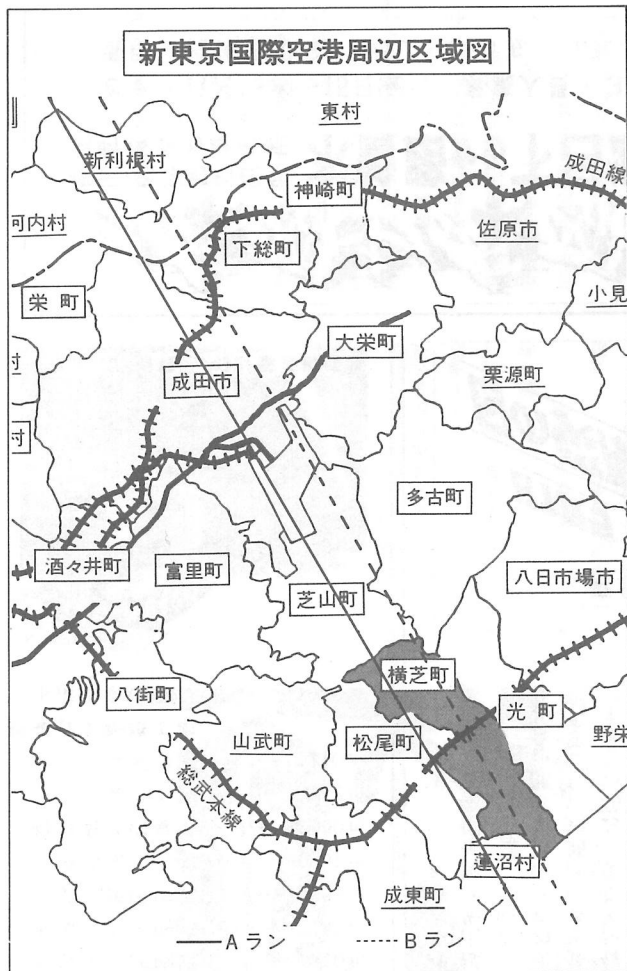 新東京国際空港周辺区域図
東村
新利根村
成田線
神崎町
河内村
佐原市
下総町
栄町
小見
大栄町
村
成田市
栗源町
村
多古町
酒々井町
富里町
八日市場市
芝山町
横芝町
八街町
光町
山武町
松尾町
野栄
総武本線
蓮沼村
成東町
Aラン
Bラン